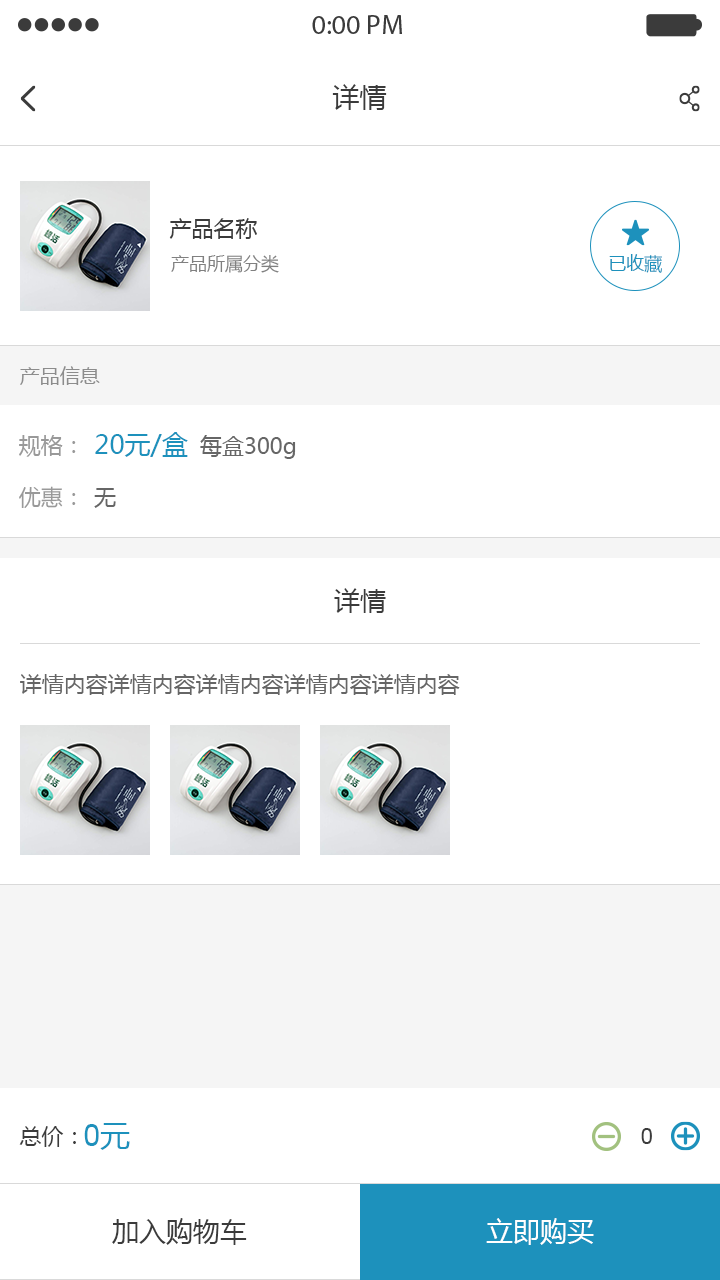 0:00 PM
详情
产品名称
产品所属分类
已收藏
产品信息
规格： 20元/盒 每盒300g
优惠： 无
详情
详情内容详情内容详情内容详情内容详情内容
总价：0元
0
加入购物车
立即购买